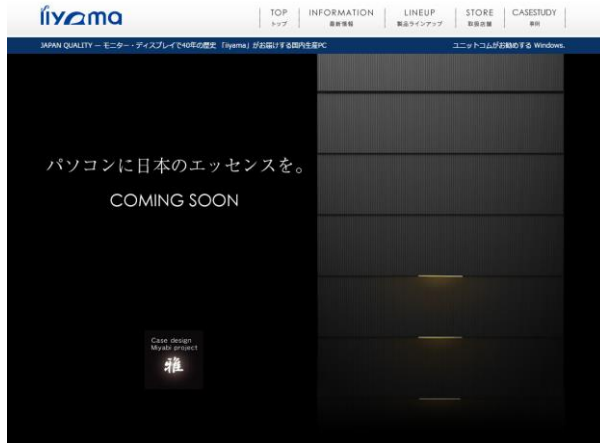 iiyama
TOP
トップ
INFORMATION
最新情報
LINEUP
製品ラインアップ
STORE
取扱店舗
CASESTUDY
事例
JAPAN QUALITY ー モニター・ディスプレイで40年の歴史 「iiyama」がお届けする国内生産PC
ユニットコムがお勧めする Windows.
パソコンに日本のエッセンスを。
COMING SOON
Case design
Miyabi project
雅